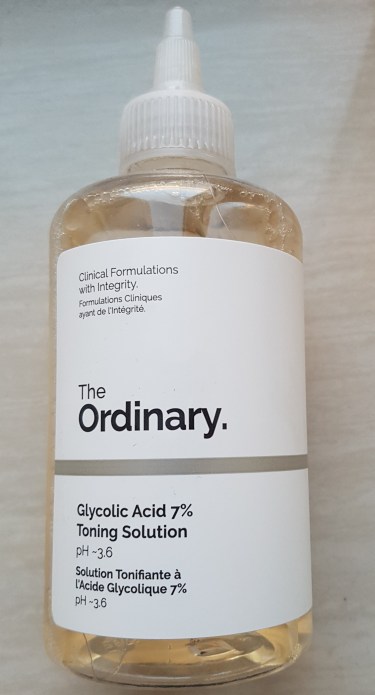 Clinical Formulations
with Integrity.
Formulations Cliniques
ayant de l'Intégrité.
The
Ordinary.
Glycolic Acid 7%
Toning Solution
pH ~3.6
Solution Tonifiante à
l'Acide Glycolique 7%
pH ~3.6